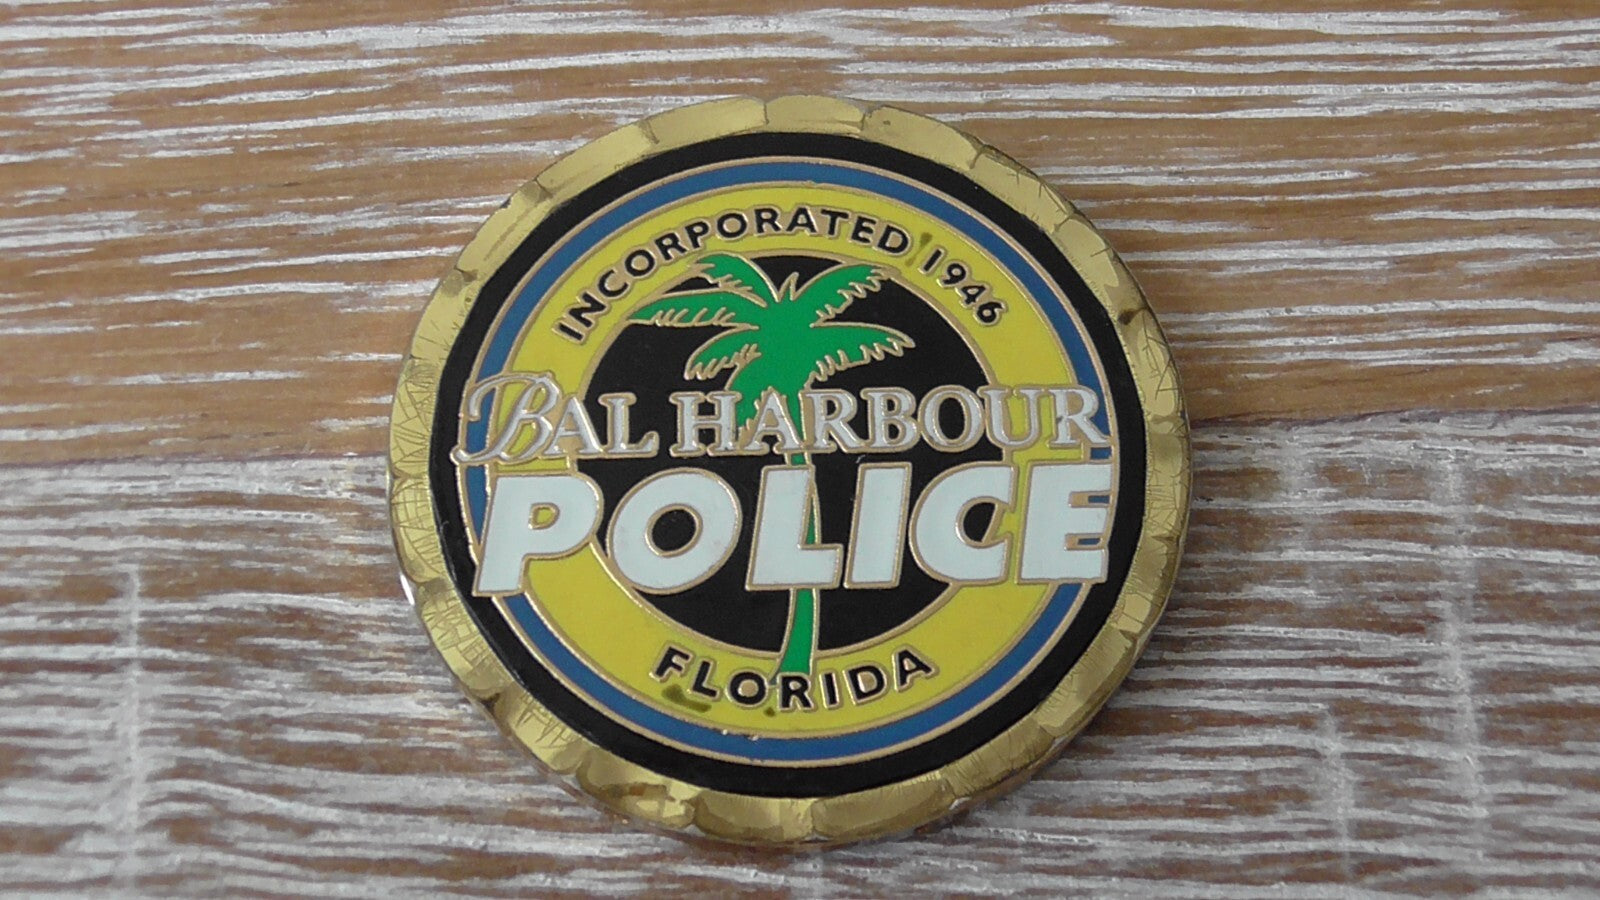 INCORPORATED 1946
BAL HARBOUR
POLICE
FLORIDA